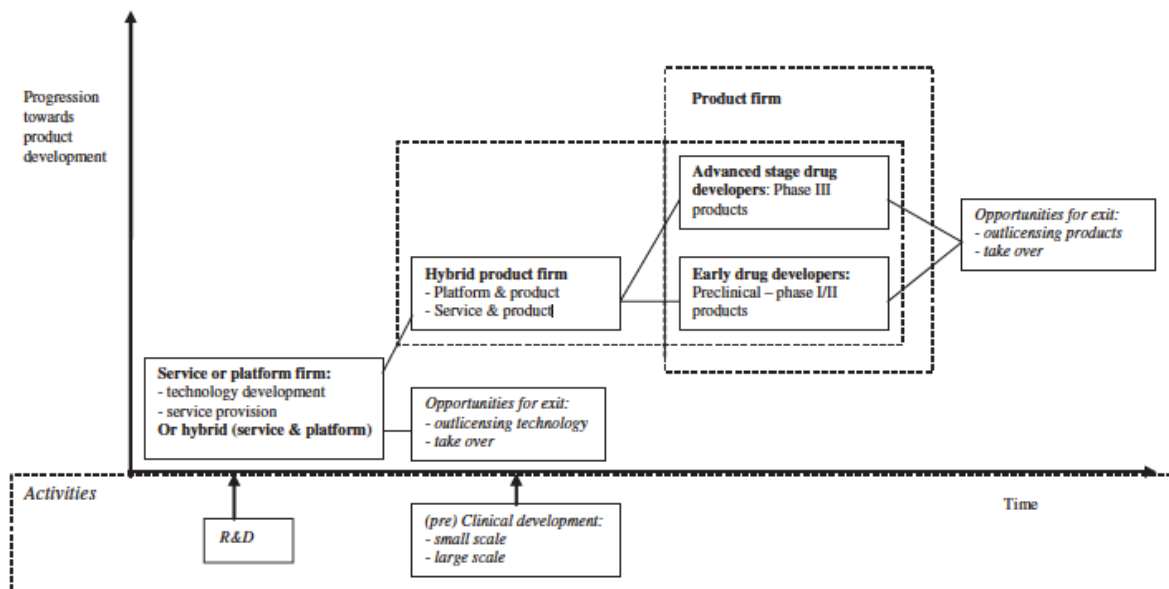 Progression
towards
product
development
Product firm
Advanced stage drug
developers: Phase III
products
Opportunities for exit:
- outlicensing products
- take over
Hybrid product firm
- Platform & product
- Service & product
Early drug developers:
Preclinical – phase I/II
products
Service or platform firm:
- technology development
- service provision
Or hybrid (service & platform)
Opportunities for exit:
- outlicensing technology
- take over
Activities
Time
R&D
(pre) Clinical development:
- small scale
- large scale